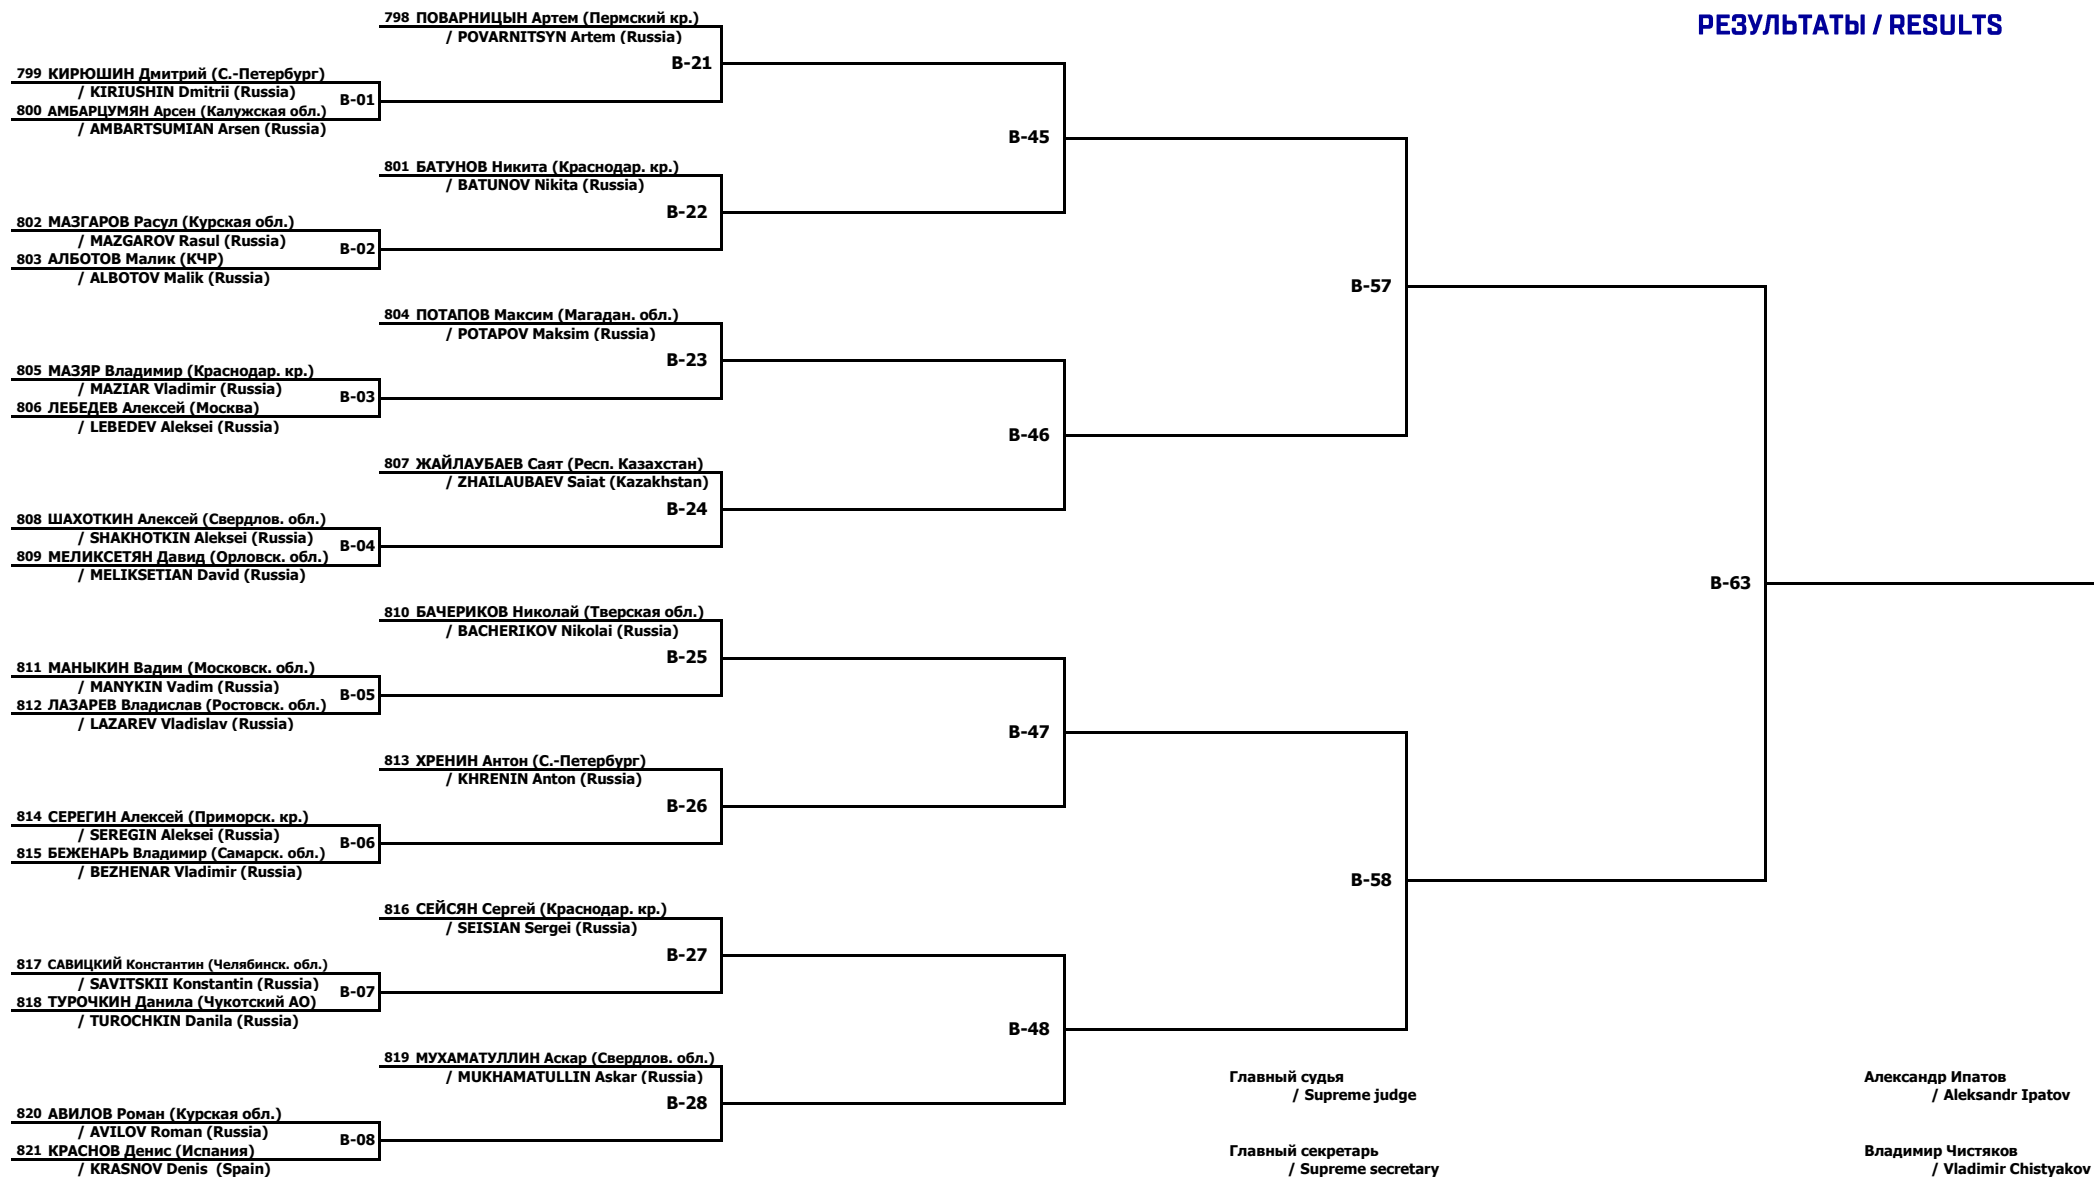 РЕЗУЛЬТАТЫ / RESULTS
798 ПОВАРНИЦЫН Артем (Пермский кр.)
/ POVARNITSYN Artem (Russia)
B-21
799 КИРЮШИН Дмитрий (С.-Петербург)
/ KIRIUSHIN Dmitrii (Russia)
B-01
800 АМБАРЦУМЯН Арсен (Калужская обл.)
/ AMBARTSUMIAN Arsen (Russia)
B-45
801 БАТУНОВ Никита (Краснодар. кр.)
/ BATUNOV Nikita (Russia)
B-22
802 МАЗГАРОВ Расул (Курская обл.)
/ MAZGAROV Rasul (Russia)
B-02
803 АЛБОТОВ Малик (КЧР)
/ ALBOTOV Malik (Russia)
B-57
804 ПОТАПОВ Максим (Магадан. обл.)
/ POTAPOV Maksim (Russia)
B-23
805 МАЗЯР Владимир (Краснодар. кр.)
/ MAZIAR Vladimir (Russia)
B-03
806 ЛЕБЕДЕВ Алексей (Москва)
/ LEBEDEV Aleksei (Russia)
B-46
807 ЖАЙЛАУБАЕВ Саят (Респ. Казахстан)
/ ZHAILAUBAEV Saiat (Kazakhstan)
B-24
808 ШАХОТКИН Алексей (Свердлов. обл.)
/ SHAKHOTKIN Aleksei (Russia)
B-04
809 МЕЛИКСЕТЯН Давид (Орловск. обл.)
/ MELIKSETIAN David (Russia)
B-63
810 БАЧЕРИКОВ Николай (Тверская обл.)
/ BACHERIKOV Nikolai (Russia)
B-25
811 МАНЫКИН Вадим (Московск. обл.)
/ MANYKIN Vadim (Russia)
B-05
812 ЛАЗАРЕВ Владислав (Ростовск. обл.)
/ LAZAREV Vladislav (Russia)
B-47
813 ХРЕНИН Антон (С.-Петербург)
/ KHRENIN Anton (Russia)
B-26
814 СЕРЕГИН Алексей (Приморск. кр.)
/ SEREGIN Aleksei (Russia)
B-06
815 БЕЖЕНАРЬ Владимир (Самарск. обл.)
/ BEZHENAR Vladimir (Russia)
B-58
816 СЕЙСЯН Сергей (Краснодар. кр.)
/ SEISIAN Sergei (Russia)
B-27
817 САВИЦКИЙ Константин (Челябинск. обл.)
/ SAVITSKII Konstantin (Russia)
B-07
818 ТУРОЧКИН Данила (Чукотский АО)
/ TUROCHKIN Danila (Russia)
B-48
819 МУХАМАТУЛЛИН Аскар (Свердлов. обл.)
/ MUKHAMATULLIN Askar (Russia)
B-28
820 АВИЛОВ Роман (Курская обл.)
/ AVILOV Roman (Russia)
B-08
821 КРАСНОВ Денис (Испания)
/ KRASNOV Denis (Spain)
Главный судья
/ Supreme judge
Александр Ипатов
/ Aleksandr Ipatov
Главный секретарь
/ Supreme secretary
Владимир Чистяков
/ Vladimir Chistyakov